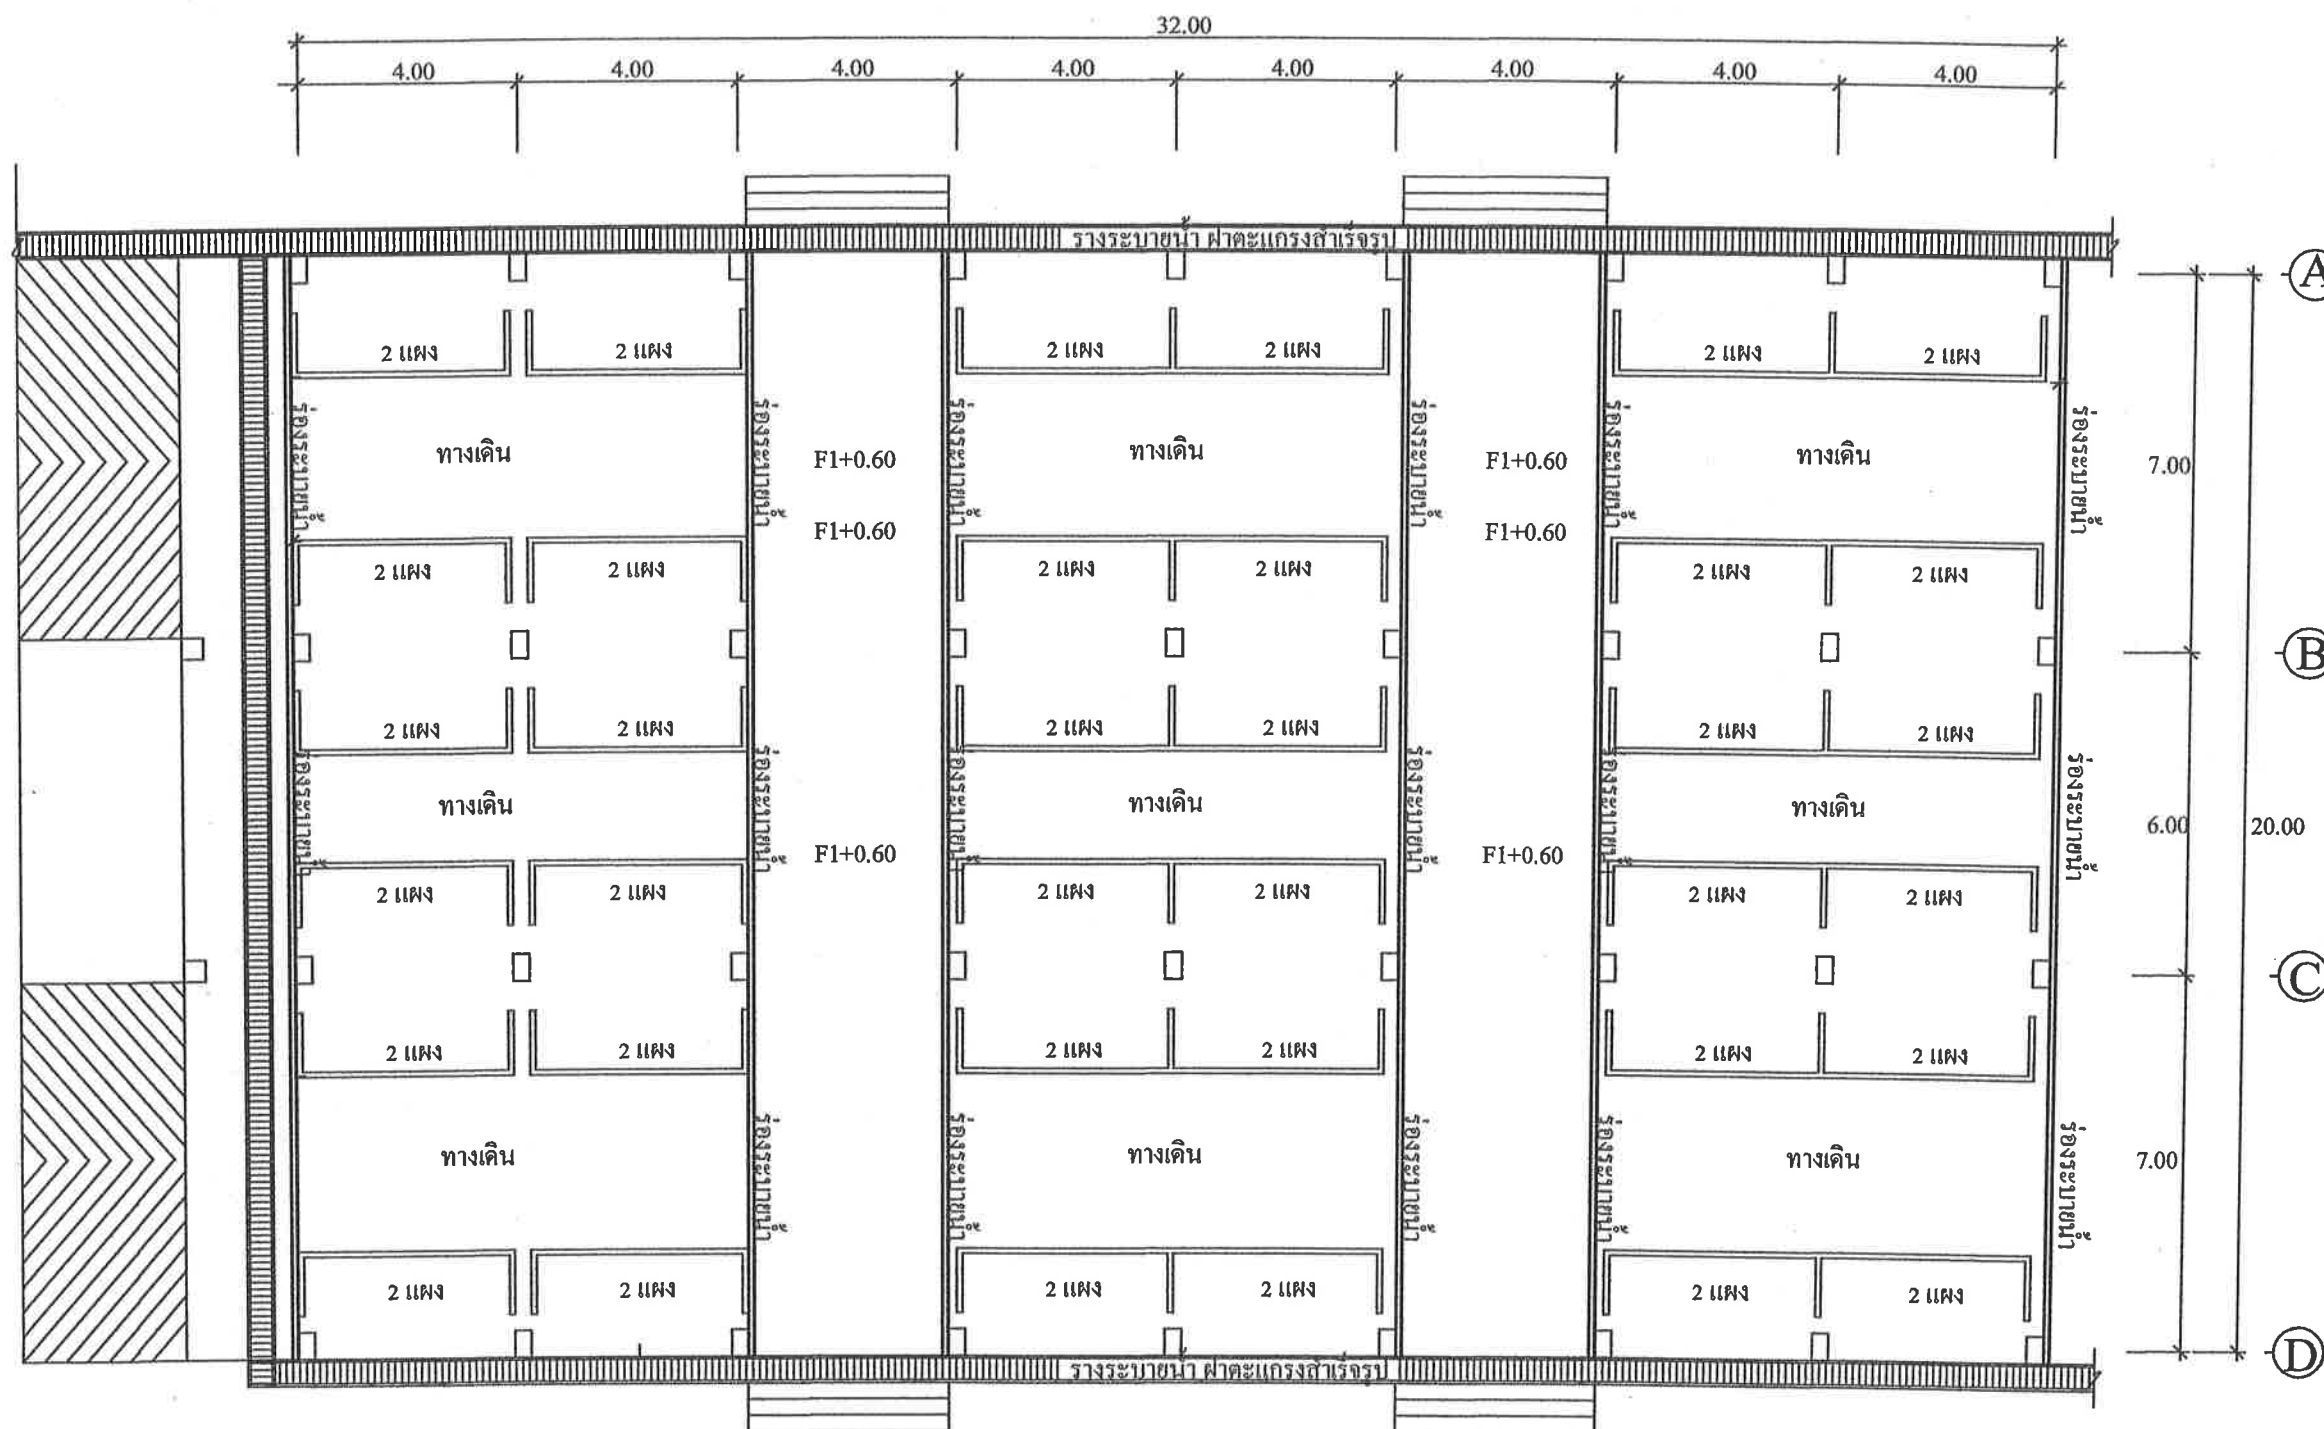 32.00
4.00 4.00 4.00 4.00 4.00 4.00 4.00 4.00
รางระบายน้ำ ฝาตะแกรงสำเร็จรูป
A
2 แผง 2 แผง 2 แผง 2 แผง 2 แผง 2 แผง
ร่องระบายน้ำ ร่องระบายน้ำ ร่องระบายน้ำ ร่องระบายน้ำ ร่องระบายน้ำ ร่องระบายน้ำ
ทางเดิน F1+0.60 ทางเดิน F1+0.60 ทางเดิน 7.00
F1+0.60 F1+0.60
2 แผง 2 แผง 2 แผง 2 แผง 2 แผง 2 แผง
B
2 แผง 2 แผง 2 แผง 2 แผง 2 แผง 2 แผง
ร่องระบายน้ำ ร่องระบายน้ำ ร่องระบายน้ำ ร่องระบายน้ำ ร่องระบายน้ำ ร่องระบายน้ำ
ทางเดิน ทางเดิน ทางเดิน 6.00 20.00
F1+0.60 F1+0.60
2 แผง 2 แผง 2 แผง 2 แผง 2 แผง 2 แผง
C
2 แผง 2 แผง 2 แผง 2 แผง 2 แผง 2 แผง
ร่องระบายน้ำ ร่องระบายน้ำ ร่องระบายน้ำ ร่องระบายน้ำ ร่องระบายน้ำ
ทางเดิน ทางเดิน ทางเดิน 7.00
2 แผง 2 แผง 2 แผง 2 แผง 2 แผง 2 แผง
D
รางระบายน้ำ ฝาตะแกรงสำเร็จรูป